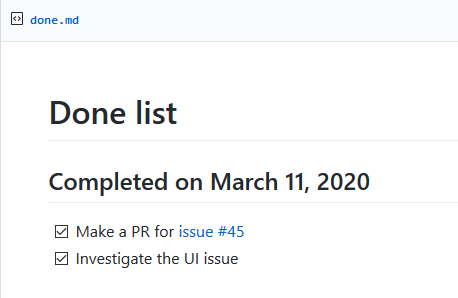 done.md
Done list
Completed on March 11, 2020
Make a PR for issue #45
Investigate the UI issue